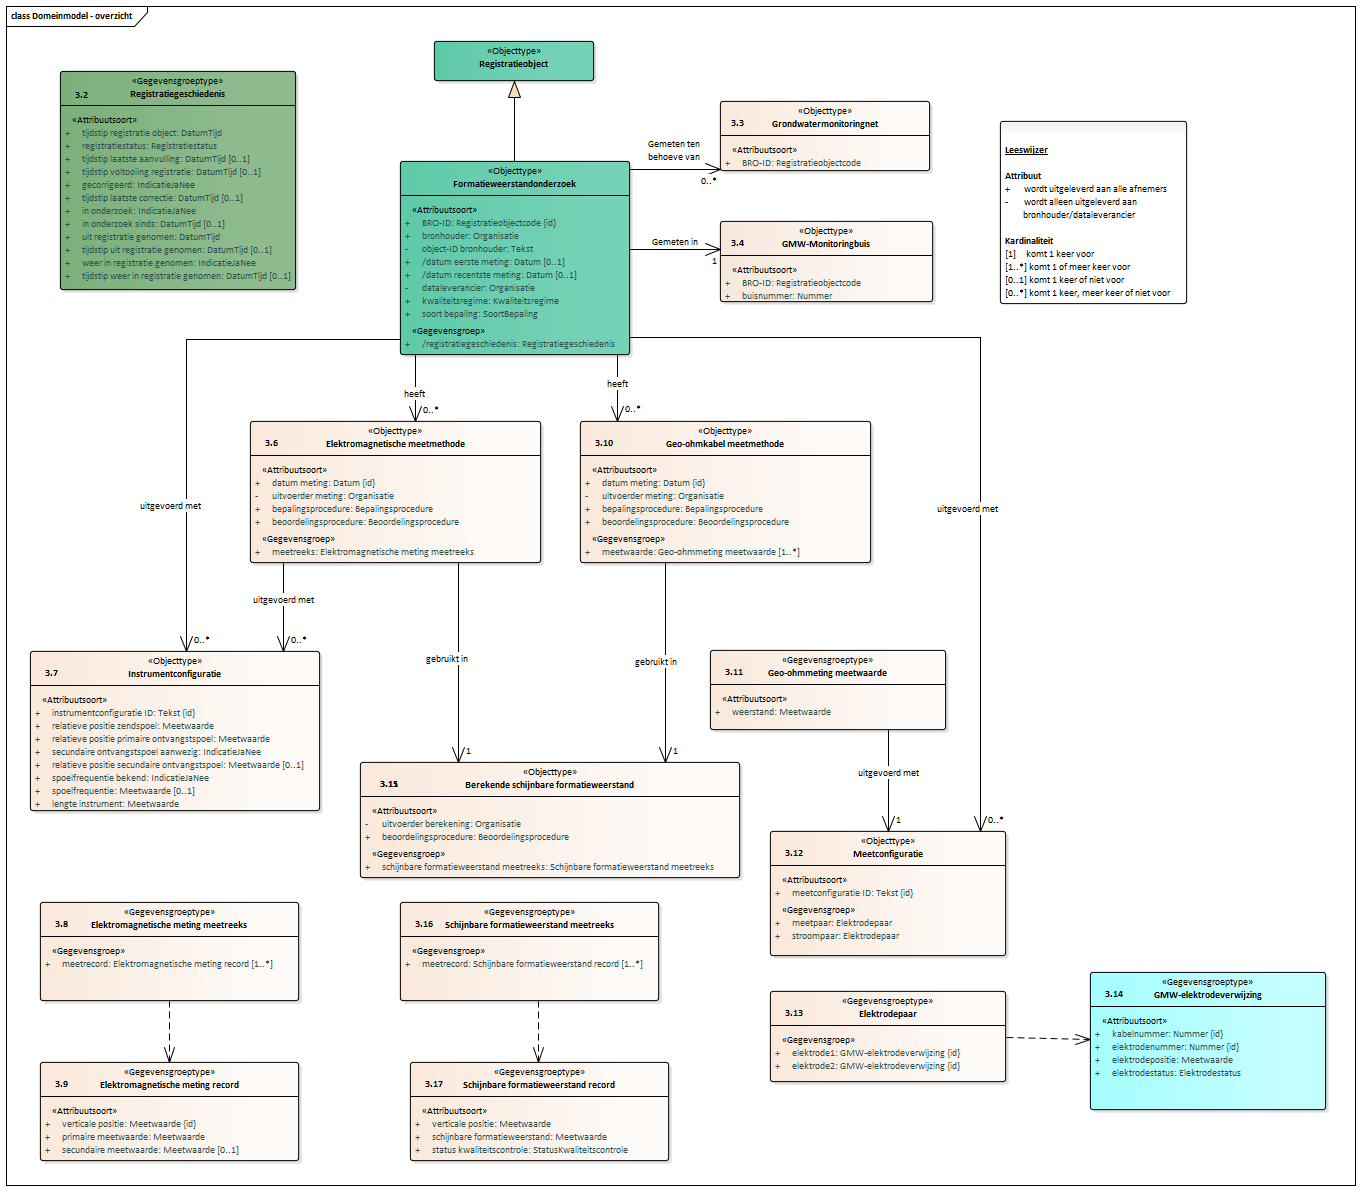 class Domeinmodel - overzicht
«Objecttype»
Registratieobject
«Gegevensgroeptype»
3.2 Registratiegeschiedenis
«Attribuutsoort»
+ tijdstip registratie object: DatumTijd
+ registratiestatus: Registratiestatus
+ tijdstip laatste aanvulling: DatumTijd [0..1]
+ tijdstip voltooiing registratie: DatumTijd [0..1]
+ gecorrigeerd: IndicatieJaNee
+ tijdstip laatste correctie: DatumTijd [0..1]
+ in onderzoek: IndicatieJaNee
+ in onderzoek sinds: DatumTijd [0..1]
+ uit registratie genomen: DatumTijd
+ tijdstip uit registratie genomen: DatumTijd [0..1]
+ weer in registratie genomen: IndicatieJaNee
+ tijdstip weer in registratie genomen: DatumTijd [0..1]
«Objecttype»
Formatieweerstandonderzoek
«Attribuutsoort»
+ BRO-ID: Registratieobjectcode {id}
+ bronhouder: Organisatie
- object-ID bronhouder: Tekst
+ /datum eerste meting: Datum [0..1]
+ /datum recentste meting: Datum [0..1]
- dataleverancier: Organisatie
+ kwaliteitsregime: Kwaliteitsregime
+ soort bepaling: SoortBepaling
«Gegevensgroep»
+ /registratiegeschiedenis: Registratiegeschiedenis
Gemeten ten
behoeve van
0..*
«Objecttype»
3.3 Grondwatermonitoringnet
«Attribuutsoort»
+ BRO-ID: Registratieobjectcode
Gemeten in
1
«Objecttype»
3.4 GMW-Monitoringbuis
«Attribuutsoort»
+ BRO-ID: Registratieobjectcode
+ buisnummer: Nummer
Leeswijzer
Attribuut
+ wordt uitgeleverd aan alle afnemers
- wordt alleen uitgeleverd aan
bronhouder/dataleverancier
Kardinaliteit
[1] komt 1 keer voor
[1..*] komt 1 of meer keer voor
[0..1] komt 1 keer of niet voor
[0..*] komt 1 keer, meer keer of niet voor
heeft
0..*
heeft
0..*
«Objecttype»
3.6 Elektromagnetische meetmethode
«Attribuutsoort»
+ datum meting: Datum {id}
- uitvoerder meting: Organisatie
+ bepalingsprocedure: Bepalingsprocedure
+ beoordelingsprocedure: Beoordelingsprocedure
«Gegevensgroep»
+ meetreeks: Elektromagnetische meting meetreeks
«Objecttype»
3.10 Geo-ohmkabel meetmethode
«Attribuutsoort»
+ datum meting: Datum {id}
- uitvoerder meting: Organisatie
+ bepalingsprocedure: Bepalingsprocedure
+ beoordelingsprocedure: Beoordelingsprocedure
«Gegevensgroep»
+ meetwaarde: Geo-ohmmeting meetwaarde [1..*]
uitgevoerd met
0..*
uitgevoerd met
0..*
uitgevoerd met
0..*
gebruikt in
1
gebruikt in
1
«Objecttype»
3.7 Instrumentconfiguratie
«Attribuutsoort»
+ instrumentconfiguratie ID: Tekst {id}
+ relatieve positie zendspoel: Meetwaarde
+ relatieve positie primaire ontvangstspoel: Meetwaarde
+ secundaire ontvangstspoel aanwezig: IndicatieJaNee
+ relatieve positie secundaire ontvangstspoel: Meetwaarde [0..1]
+ spoelfrequentie bekend: IndicatieJaNee
+ spoelfrequentie: Meetwaarde [0..1]
+ lengte instrument: Meetwaarde
«Gegevensgroeptype»
3.11 Geo-ohmmeting meetwaarde
«Attribuutsoort»
+ weerstand: Meetwaarde
uitgevoerd met
1
«Objecttype»
3.15 Berekende schijnbare formatieweerstand
«Attribuutsoort»
- uitvoerder berekening: Organisatie
+ beoordelingsprocedure: Beoordelingsprocedure
«Gegevensgroep»
+ schijnbare formatieweerstand meetreeks: Schijnbare formatieweerstand meetreeks
«Objecttype»
3.12 Meetconfiguratie
«Attribuutsoort»
+ meetconfiguratie ID: Tekst {id}
«Gegevensgroep»
+ meetpaar: Elektrodepaar
+ stroompaar: Elektrodepaar
«Gegevensgroeptype»
3.8 Elektromagnetische meting meetreeks
«Gegevensgroep»
+ meetrecord: Elektromagnetische meting record [1..*]
«Gegevensgroeptype»
3.16 Schijnbare formatieweerstand meetreeks
«Gegevensgroep»
+ meetrecord: Schijnbare formatieweerstand record [1..*]
«Gegevensgroeptype»
3.13 Elektrodepaar
«Gegevensgroep»
+ elektrode1: GMW-elektrodeverwijzing {id}
+ elektrode2: GMW-elektrodeverwijzing {id}
«Gegevensgroeptype»
3.14 GMW-elektrodeverwijzing
«Attribuutsoort»
+ kabelnummer: Nummer {id}
+ elektrodenummer: Nummer {id}
+ elektrodepositie: Meetwaarde
+ elektrodestatus: Elektrodestatus
«Gegevensgroeptype»
3.9 Elektromagnetische meting record
«Attribuutsoort»
+ verticale positie: Meetwaarde {id}
+ primaire meetwaarde: Meetwaarde
+ secundaire meetwaarde: Meetwaarde [0..1]
«Gegevensgroeptype»
3.17 Schijnbare formatieweerstand record
«Attribuutsoort»
+ verticale positie: Meetwaarde
+ schijnbare formatieweerstand: Meetwaarde
+ status kwaliteitscontrole: StatusKwaliteitscontrole